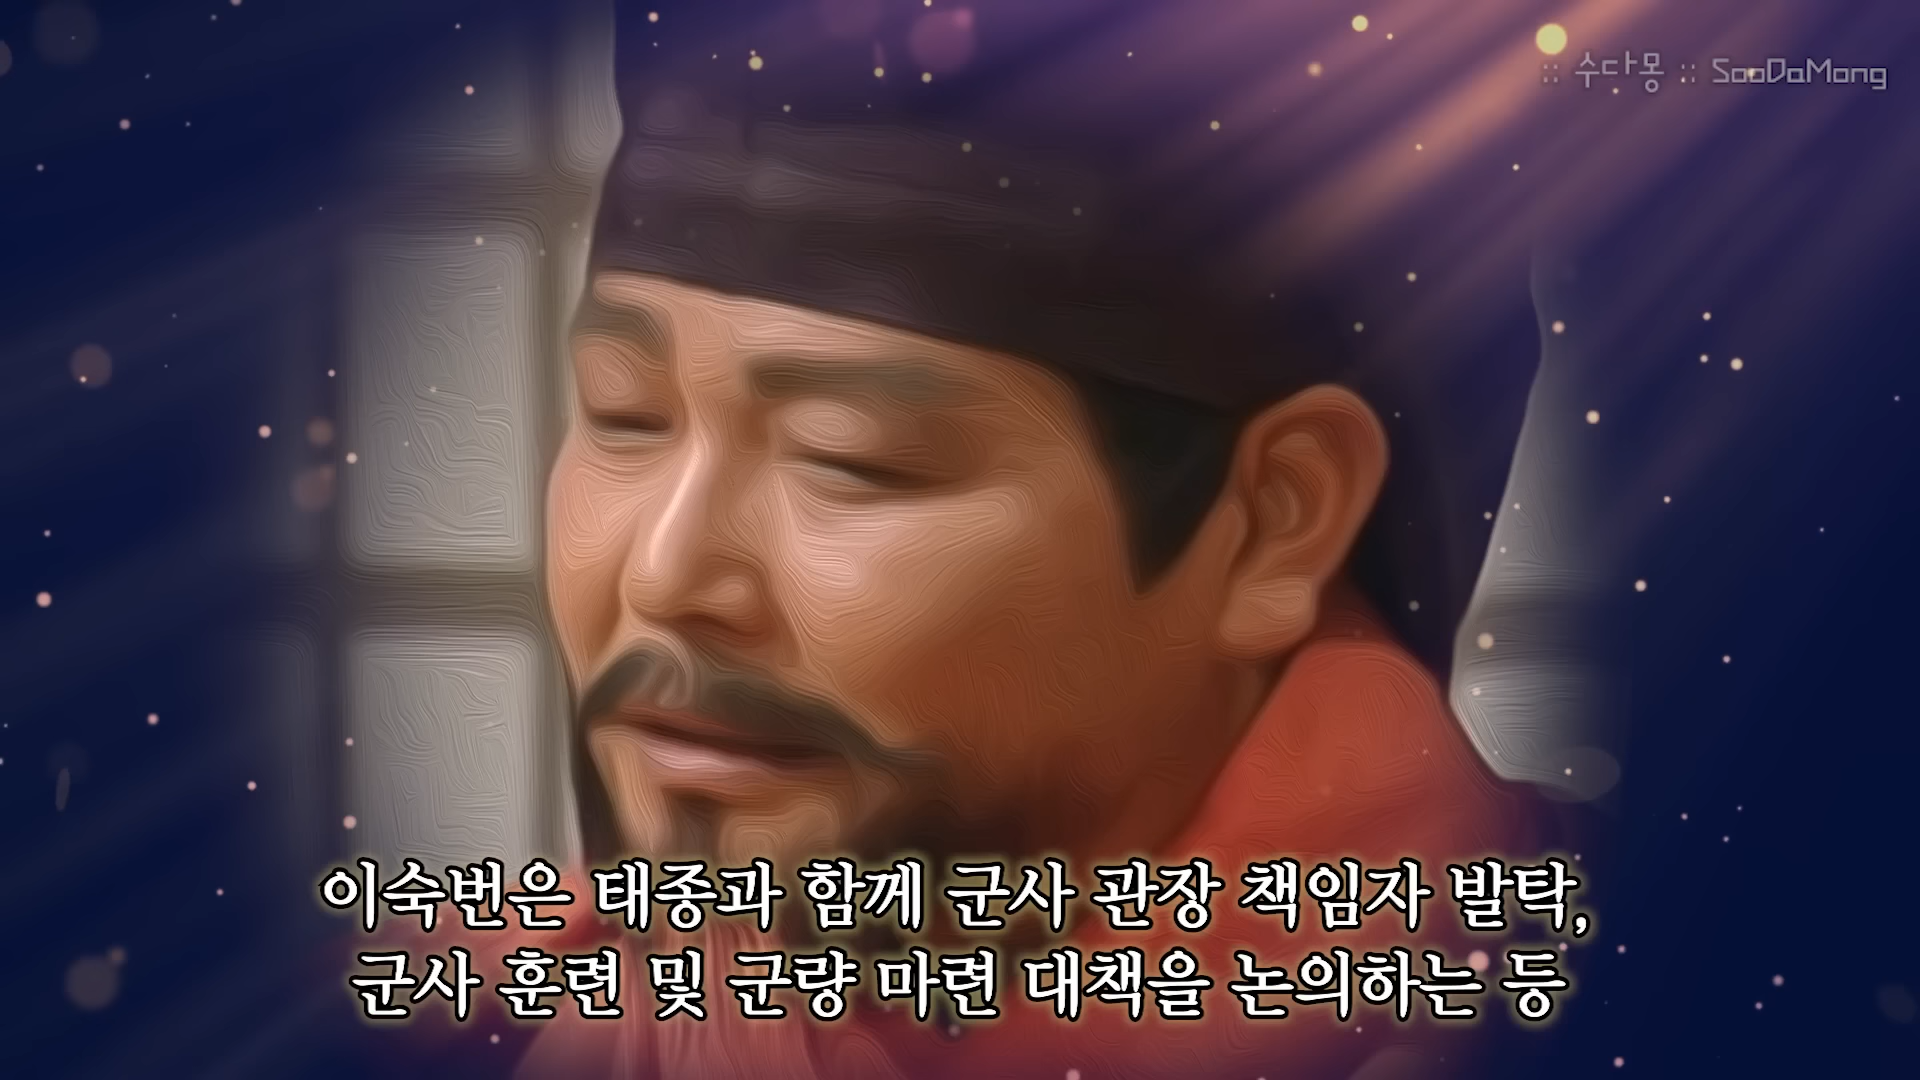 :: 수다몽 :: SooDaMong
이숙번은 태종과 함께 군사 관장 책임자 발탁,
군사 훈련 및 군량 마련 대책을 논의하는 등